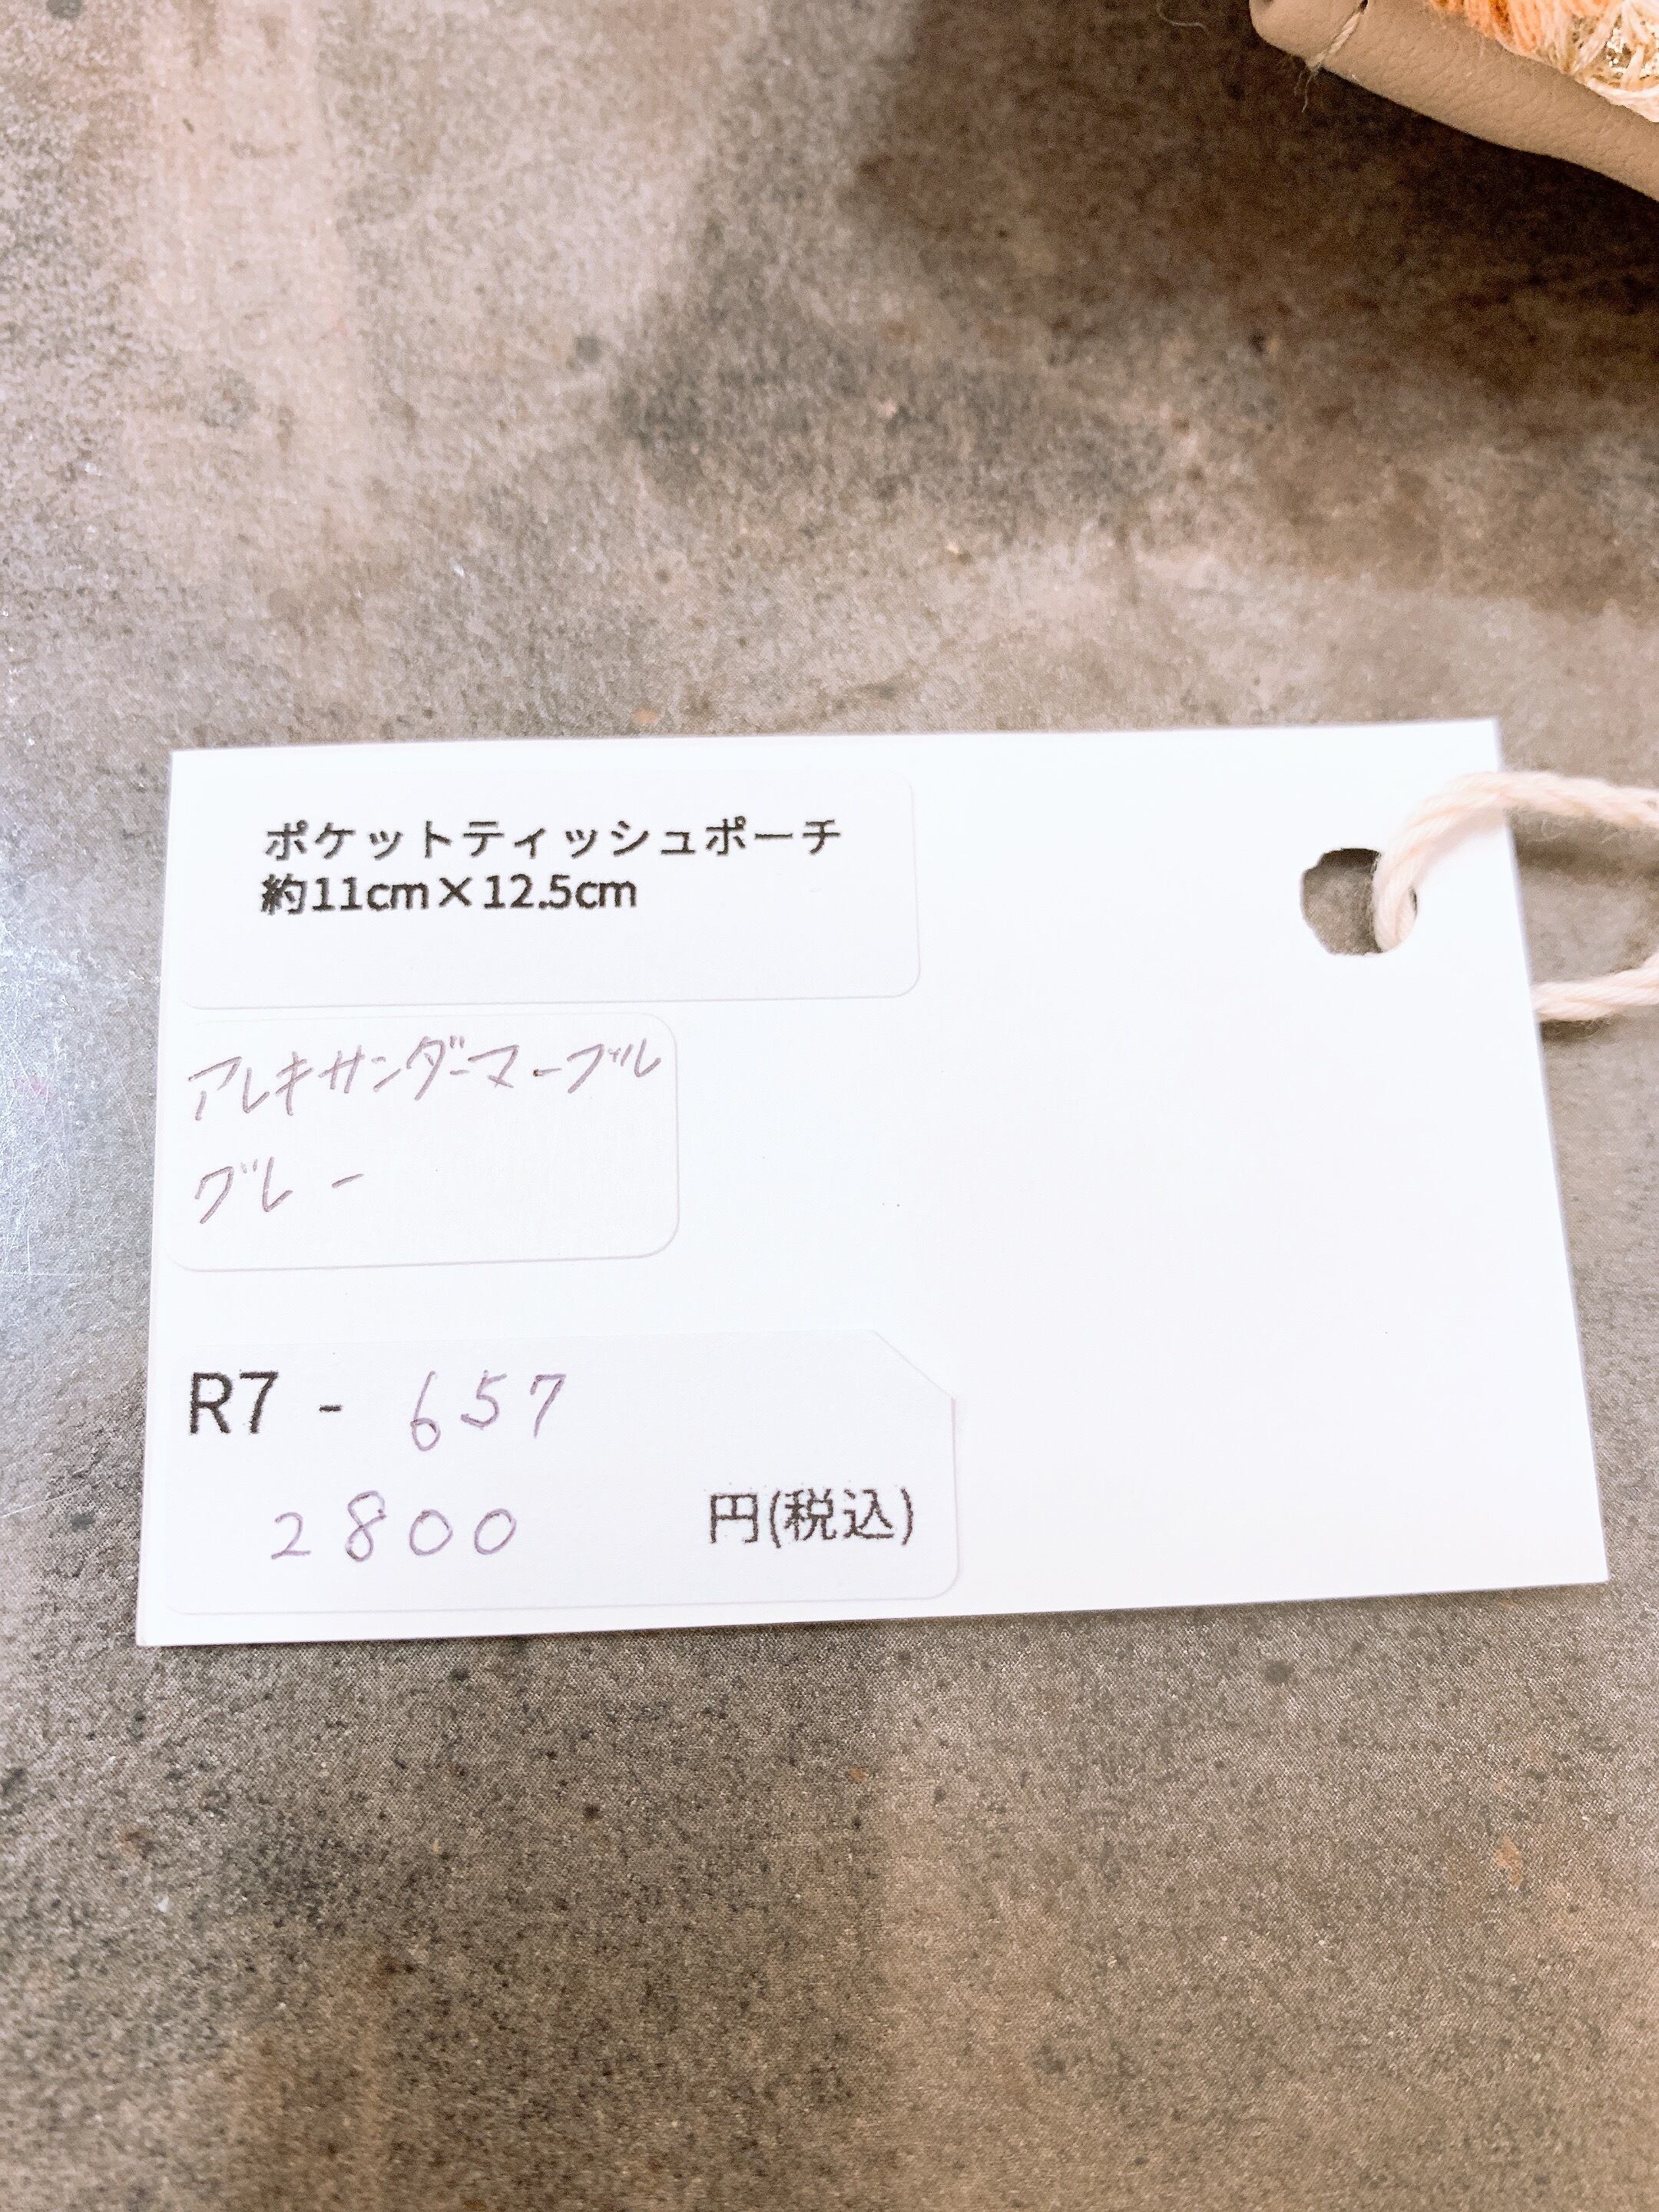 ポケットティッシュポーチ
約11cm×12.5cm
アレキサンダーマーブル
グレー
R7 - 657
2800 円(税込)